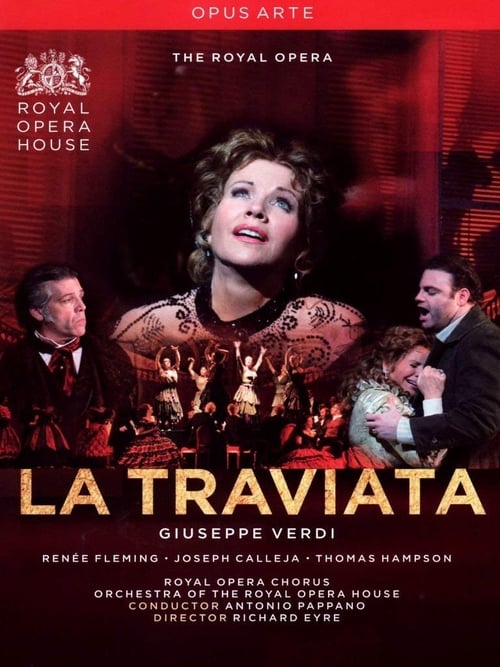 OPUS ARTE
THE ROYAL OPERA
ROYAL
OPERA
HOUSE
LA TRAVIATA
GIUSEPPE VERDI
RENÉE FLEMING · JOSEPH CALLEJA · THOMAS HAMPSON
ROYAL OPERA CHORUS
ORCHESTRA OF THE ROYAL OPERA HOUSE
CONDUCTOR ANTONIO PAPPANO
DIRECTOR RICHARD EYRE